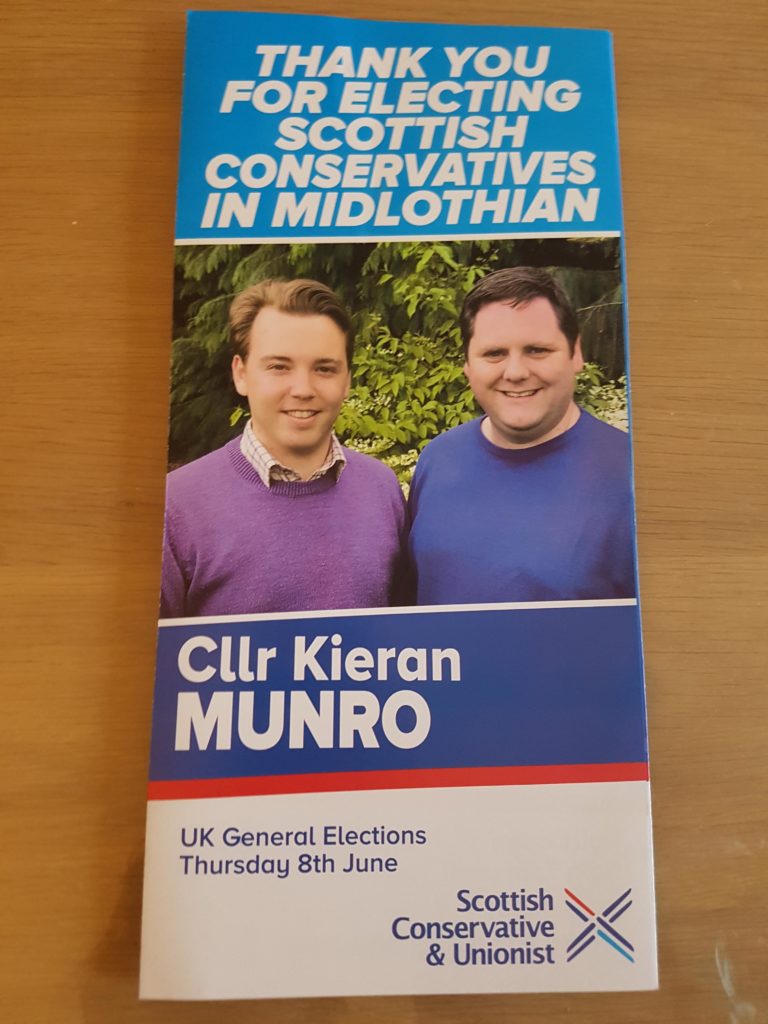 THANK YOU
FOR ELECTING
SCOTTISH
CONSERVATIVES
IN MIDLOTHIAN
Cllr Kieran
MUNRO
UK General Elections
Thursday 8th June
Scottish
Conservative
& Unionist